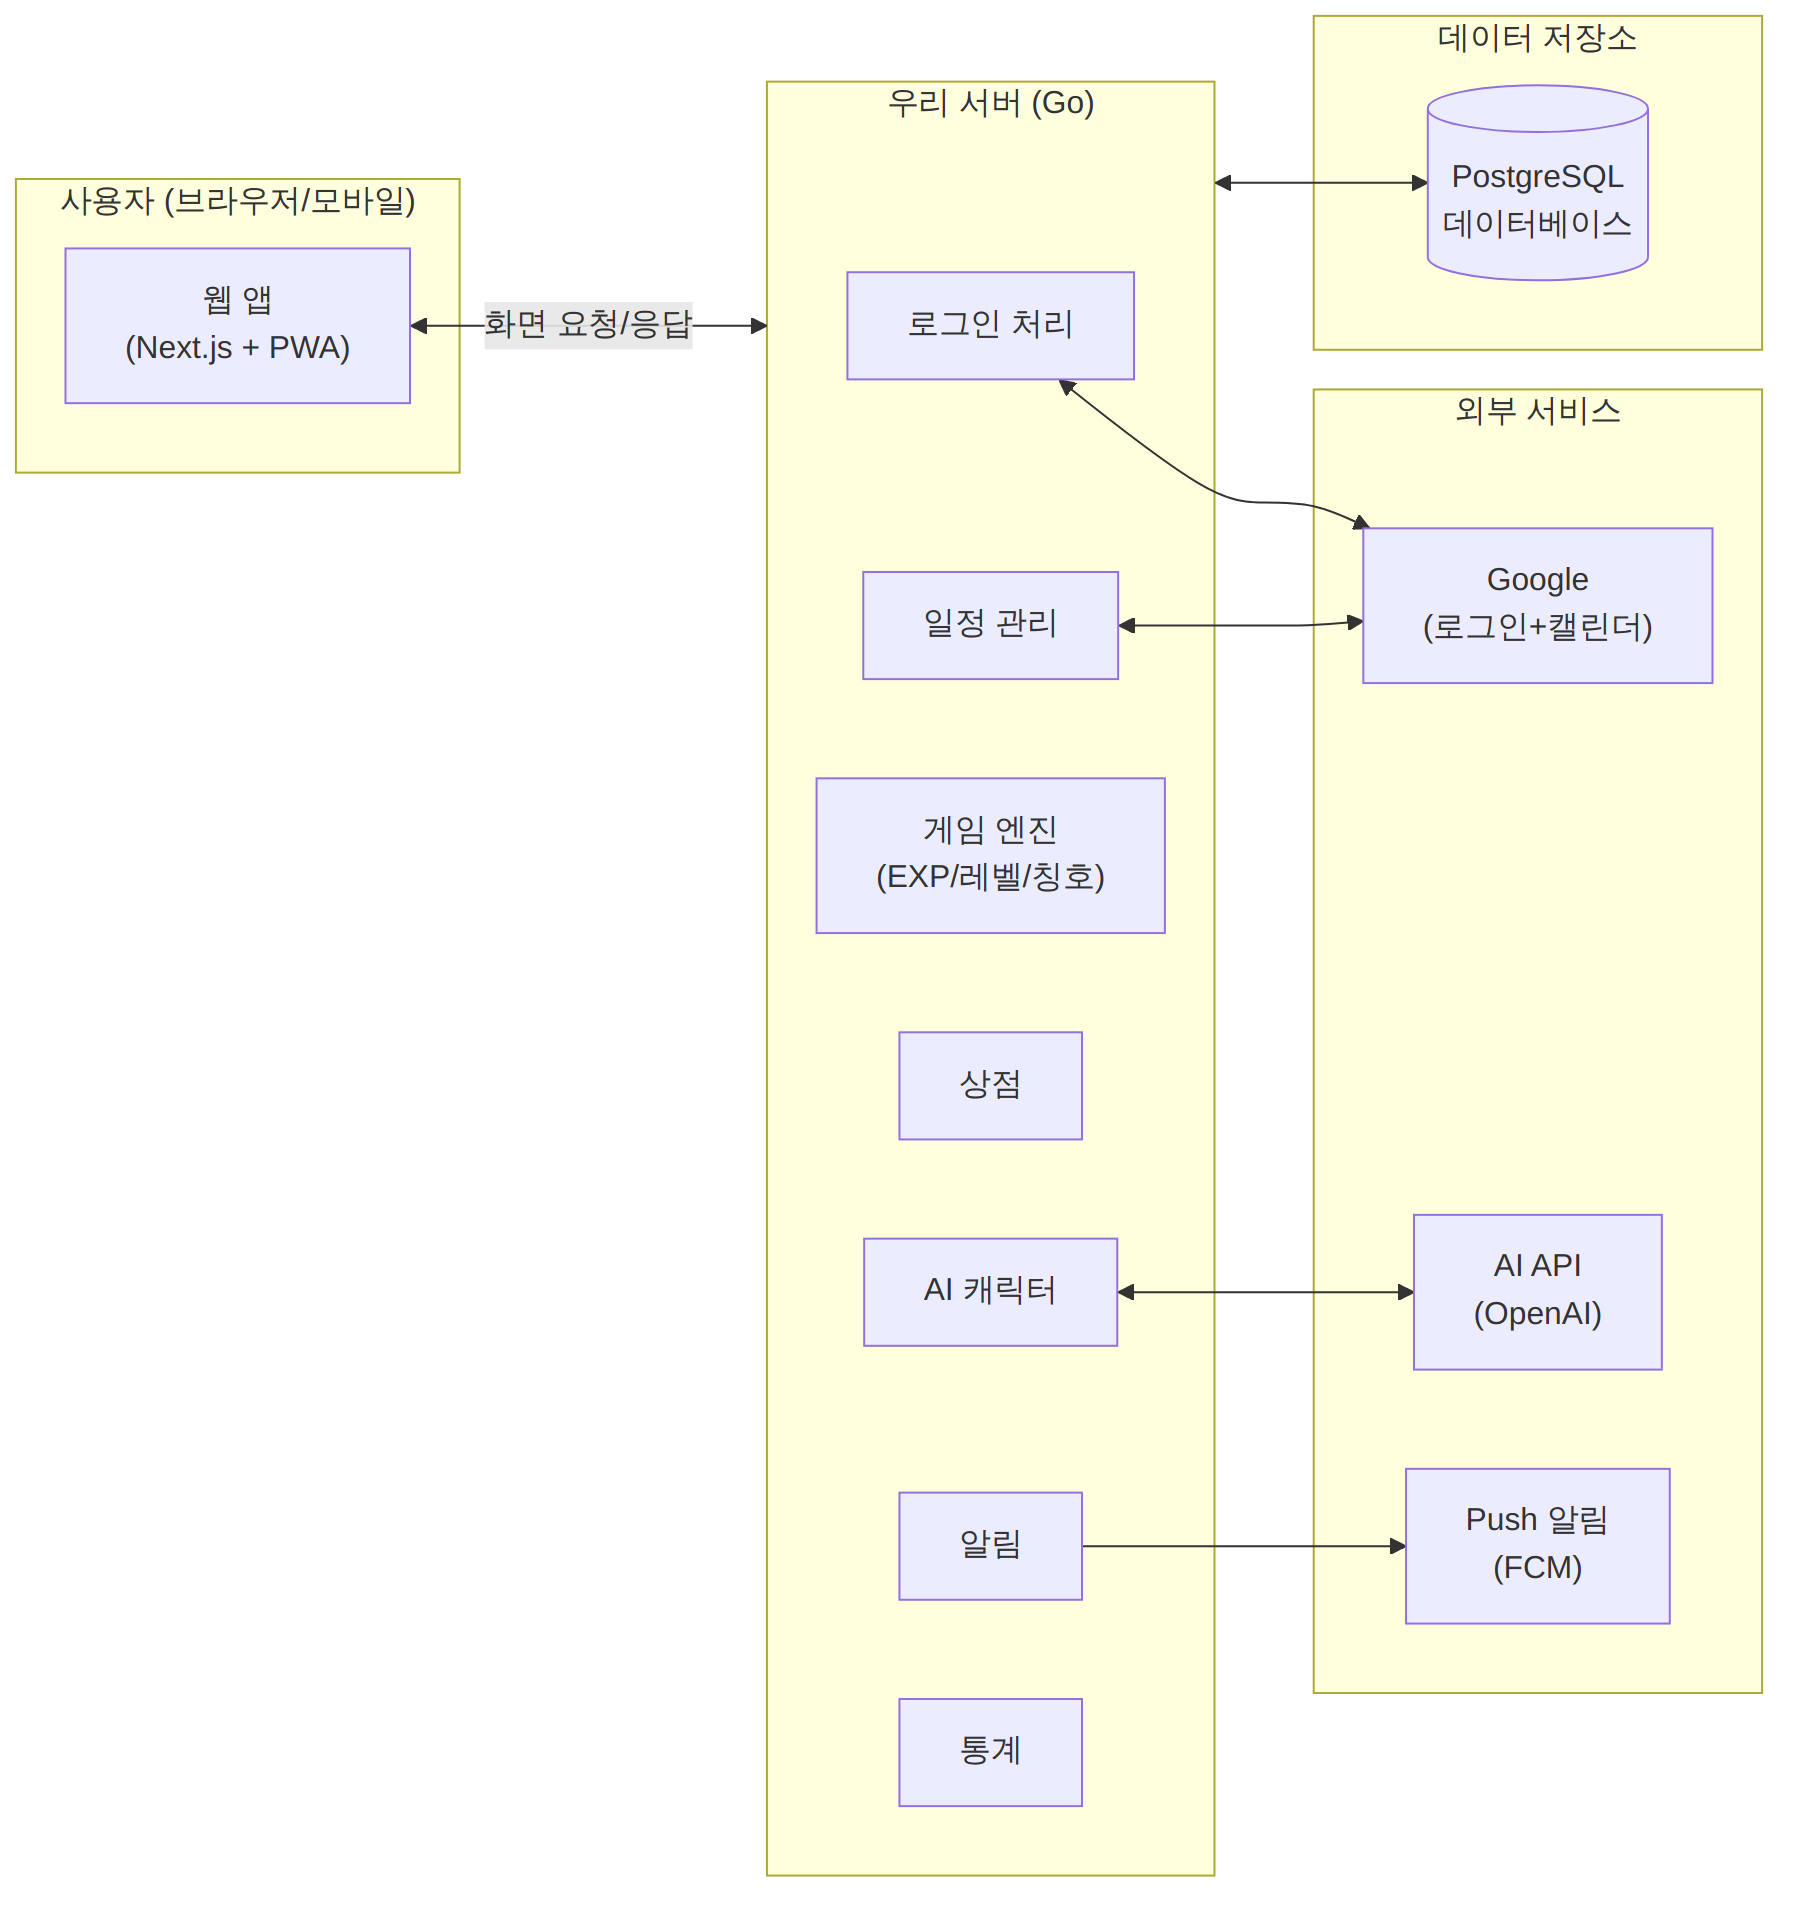 사용자 (브라우저/모바일)
웹 앱
(Next.js + PWA)
화면 요청/응답
우리 서버 (Go)
로그인 처리
일정 관리
게임 엔진
(EXP/레벨/칭호)
상점
AI 캐릭터
알림
통계
데이터 저장소
PostgreSQL
데이터베이스
외부 서비스
Google
(로그인+캘린더)
AI API
(OpenAI)
Push 알림
(FCM)